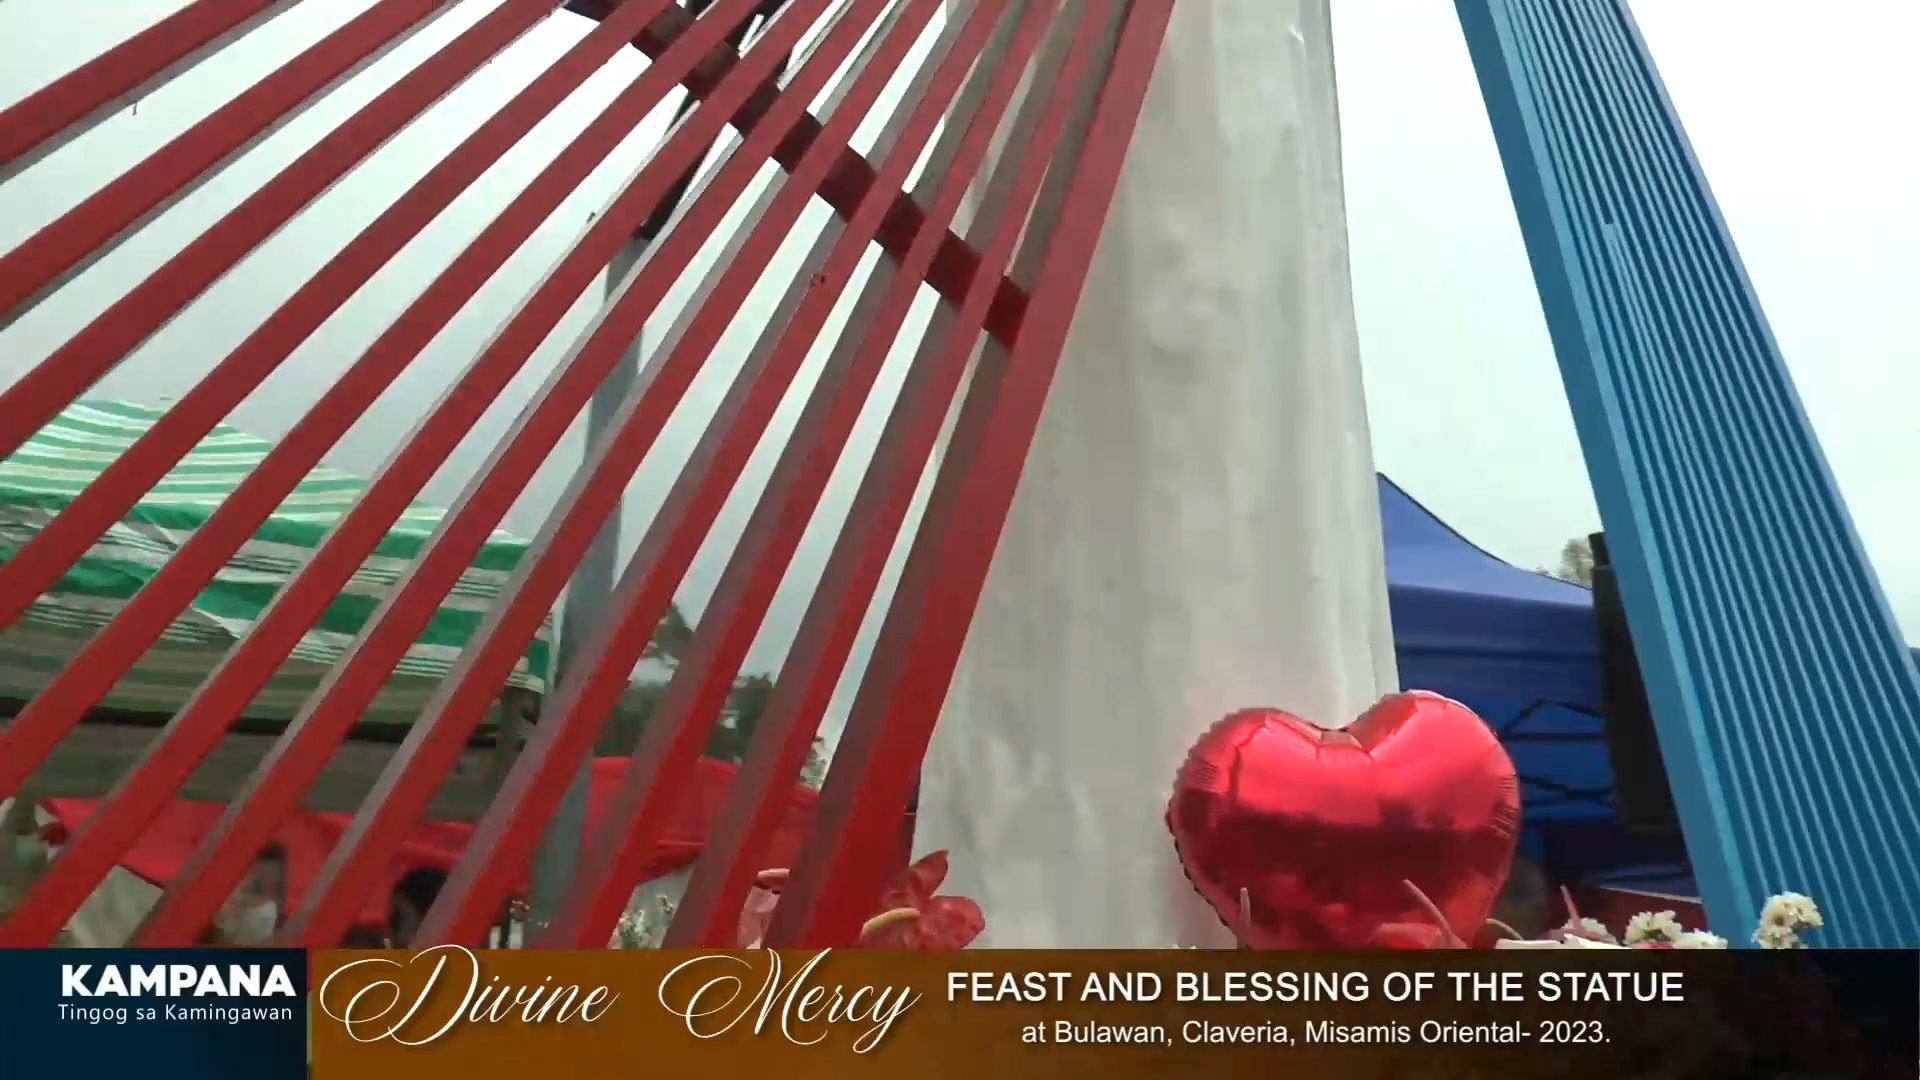 KAMPANA
Tingog sa Kamingawan
Divine Mercy
FEAST AND BLESSING OF THE STATUE
at Bulawan, Claveria, Misamis Oriental- 2023.